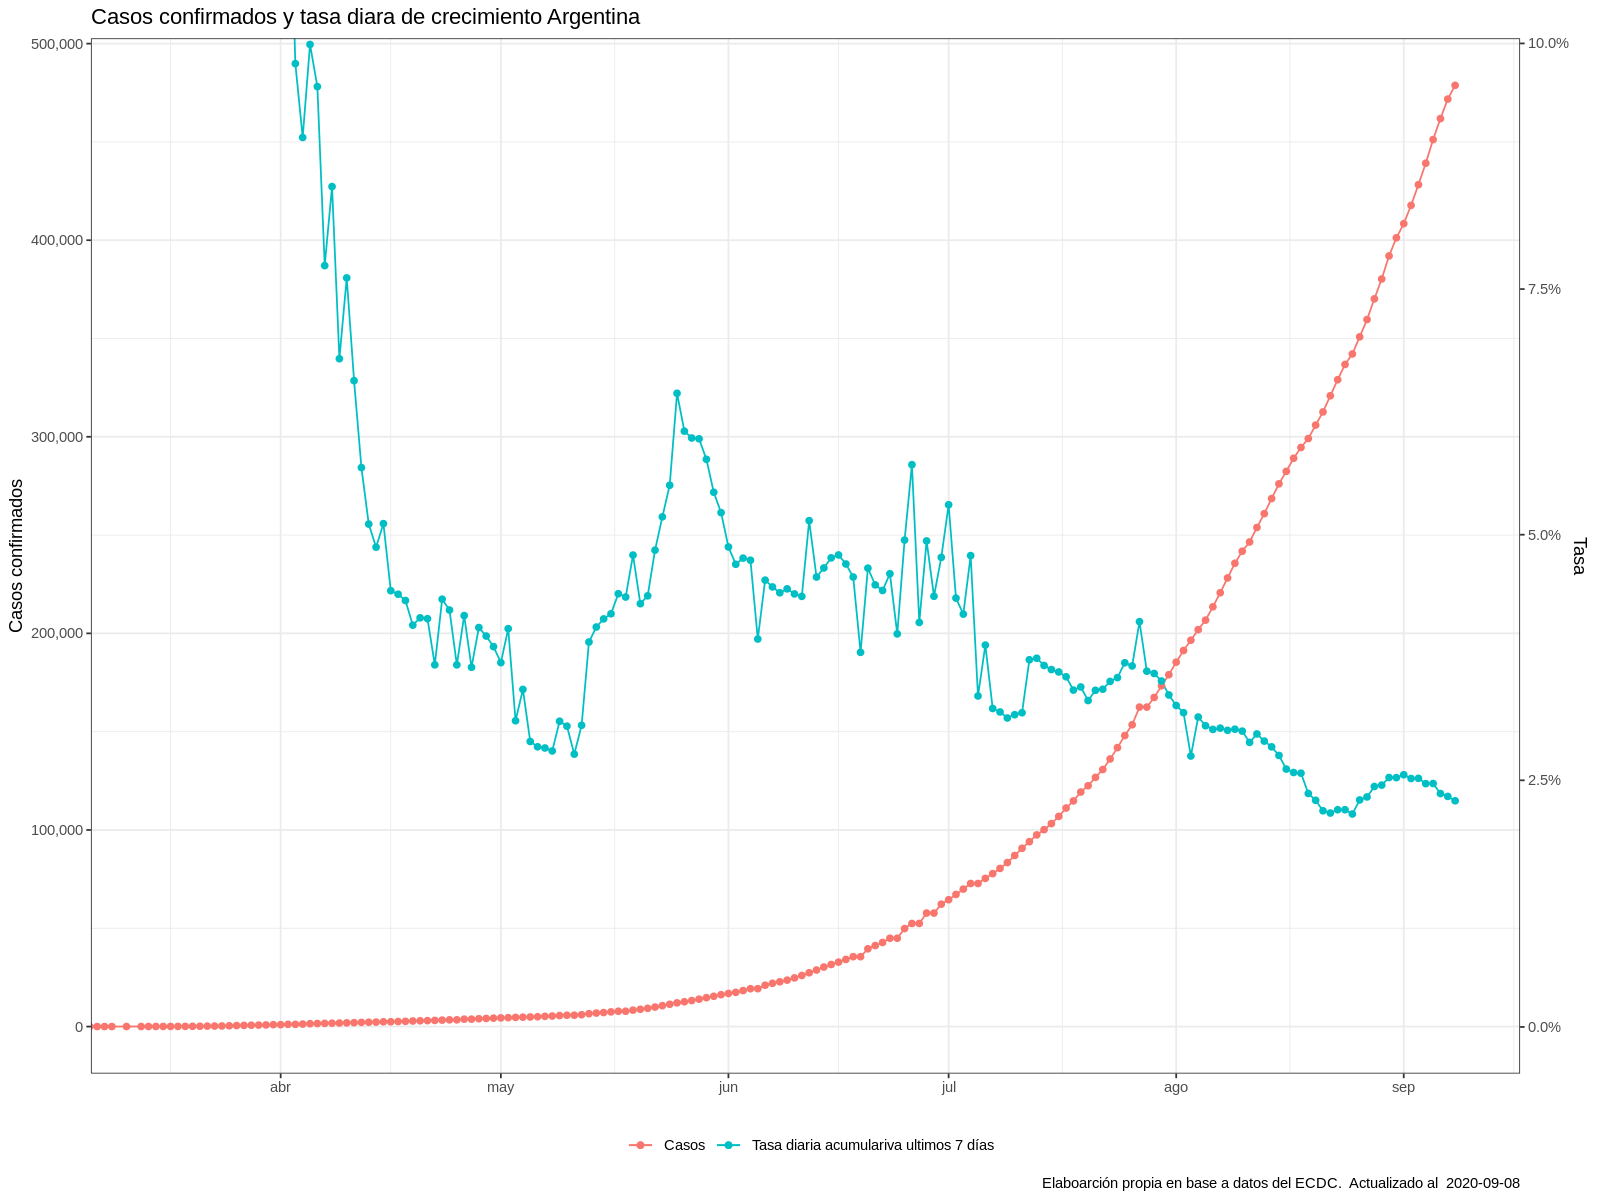 Casos confirmados y tasa diara de crecimiento Argentina
500,000
400,000
300,000
200,000
100,000
0
Casos confirmados
10.0%
7.5%
5.0%
2.5%
0.0%
Tasa
abr may jun jul ago sep
Casos Tasa diaria acumulariva ultimos 7 días
Elaboarción propia en base a datos del ECDC. Actualizado al 2020-09-08